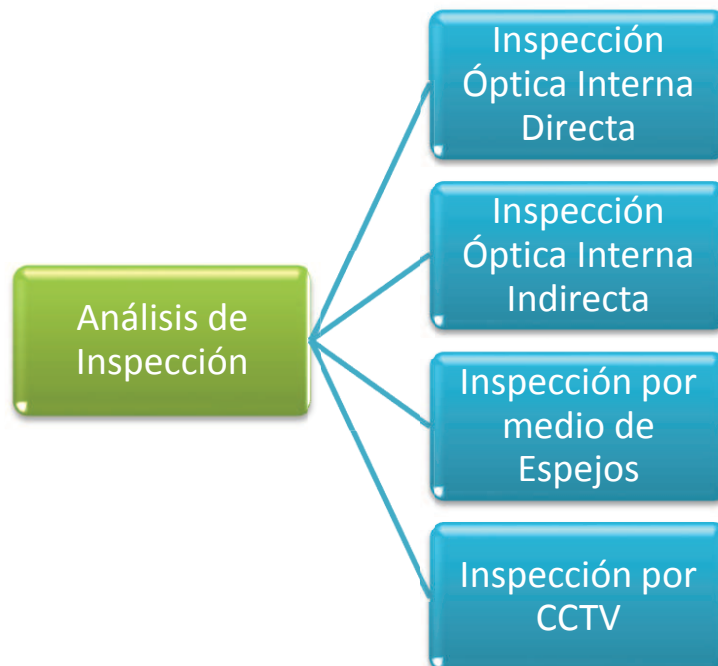 Inspección
Óptica Interna
Directa
Inspección
Óptica Interna
Indirecta
Análisis de
Inspección
Inspección por
medio de
Espejos
Inspección por
CCTV